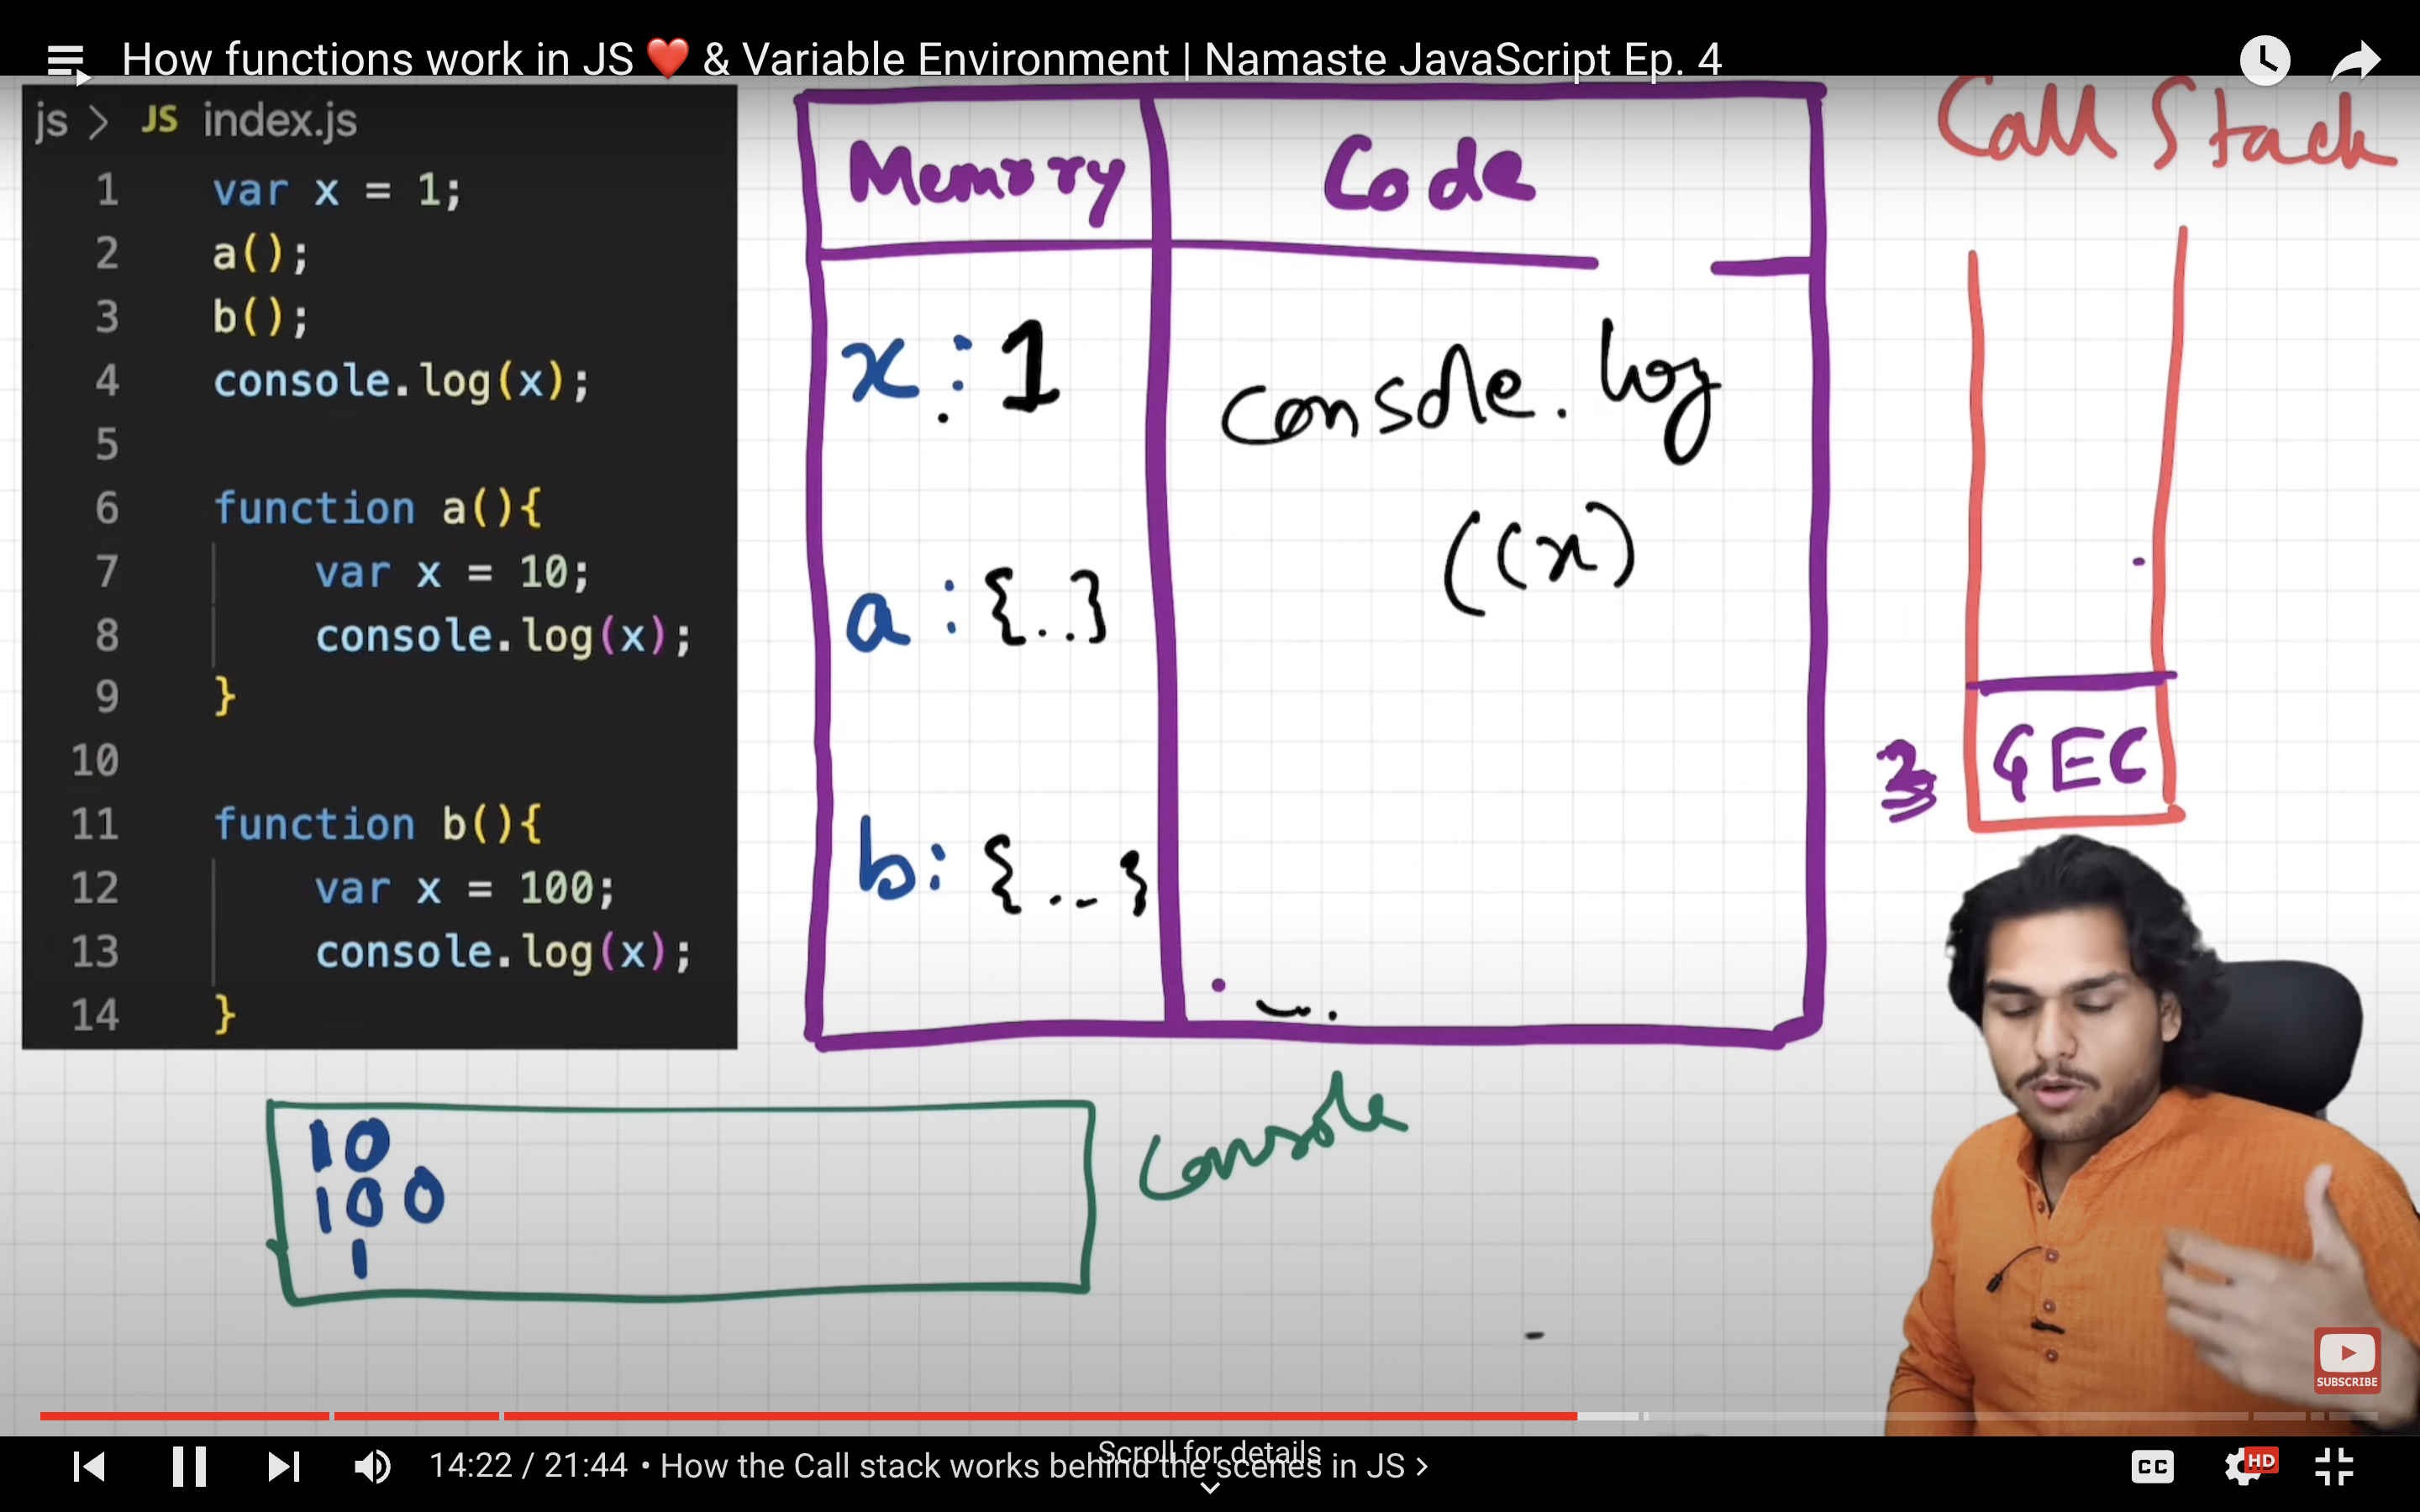 How functions work in JS ❤️ & Variable Environment | Namaste JavaScript Ep. 4
js > JS index.js
1 var x = 1;
2 a();
3 b();
4 console.log(x);
5
6 function a(){
7 var x = 10;
8 console.log(x);
9 }
10
11 function b(){
12 var x = 100;
13 console.log(x);
14 }
Memory Code
x : 1
a : {..}
b : {..}
console.log
((x)
Call Stack
GEC
10
100
1
Console
SUBSCRIBE
14:22 / 21:44 • How the Call stack works behind the scenes in JS >
Scroll for details
CC
HD